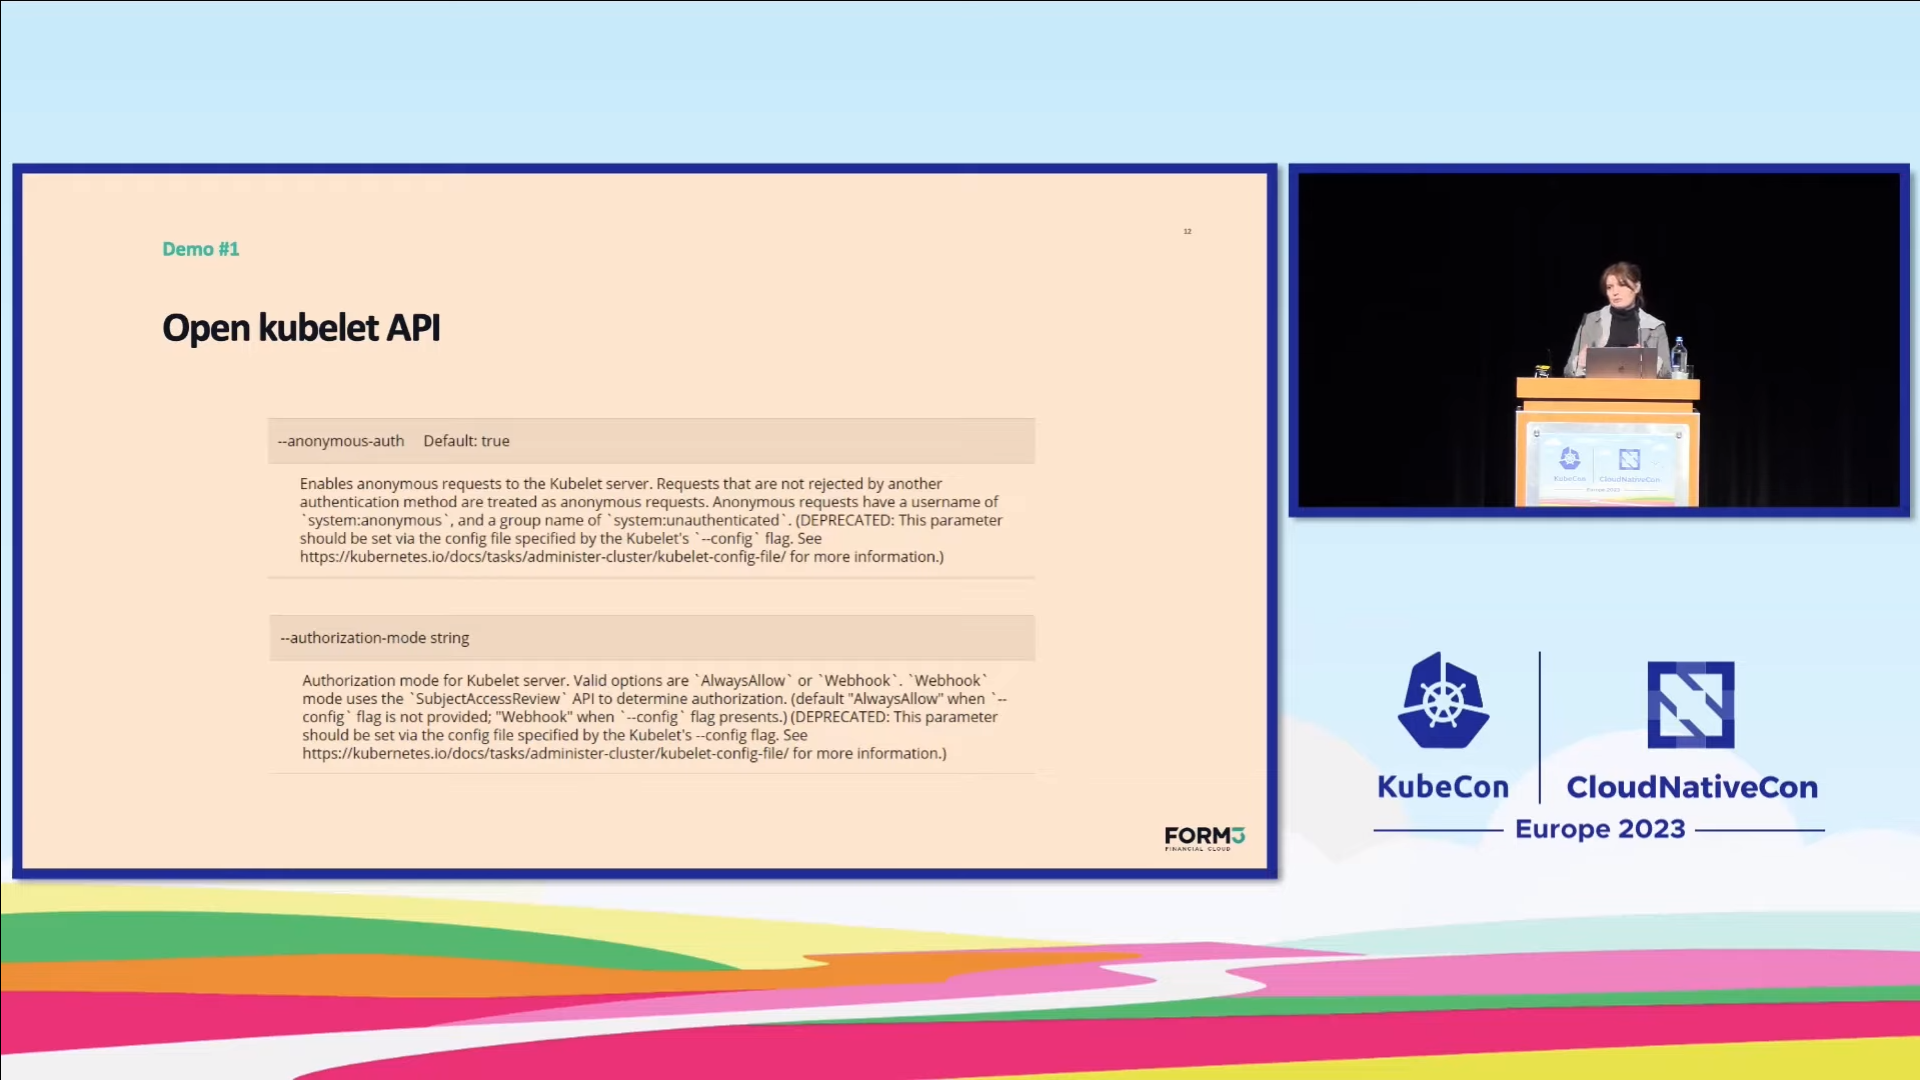 12
Demo #1
Open kubelet API
--anonymous-auth Default: true
Enables anonymous requests to the Kubelet server. Requests that are not rejected by another
authentication method are treated as anonymous requests. Anonymous requests have a username of
`system:anonymous`, and a group name of `system:unauthenticated`. (DEPRECATED: This parameter
should be set via the config file specified by the Kubelet's `--config` flag. See
https://kubernetes.io/docs/tasks/administer-cluster/kubelet-config-file/ for more information.)
--authorization-mode string
Authorization mode for Kubelet server. Valid options are `AlwaysAllow` or `Webhook`. `Webhook`
mode uses the `SubjectAccessReview` API to determine authorization. (default "AlwaysAllow" when `--
config` flag is not provided; "Webhook" when `--config` flag presents.) (DEPRECATED: This parameter
should be set via the config file specified by the Kubelet's --config flag. See
https://kubernetes.io/docs/tasks/administer-cluster/kubelet-config-file/ for more information.)
FORM3
FINANCIAL CLOUD
KubeCon CloudNativeCon
Europe 2023
KubeCon CloudNativeCon
Europe 2023